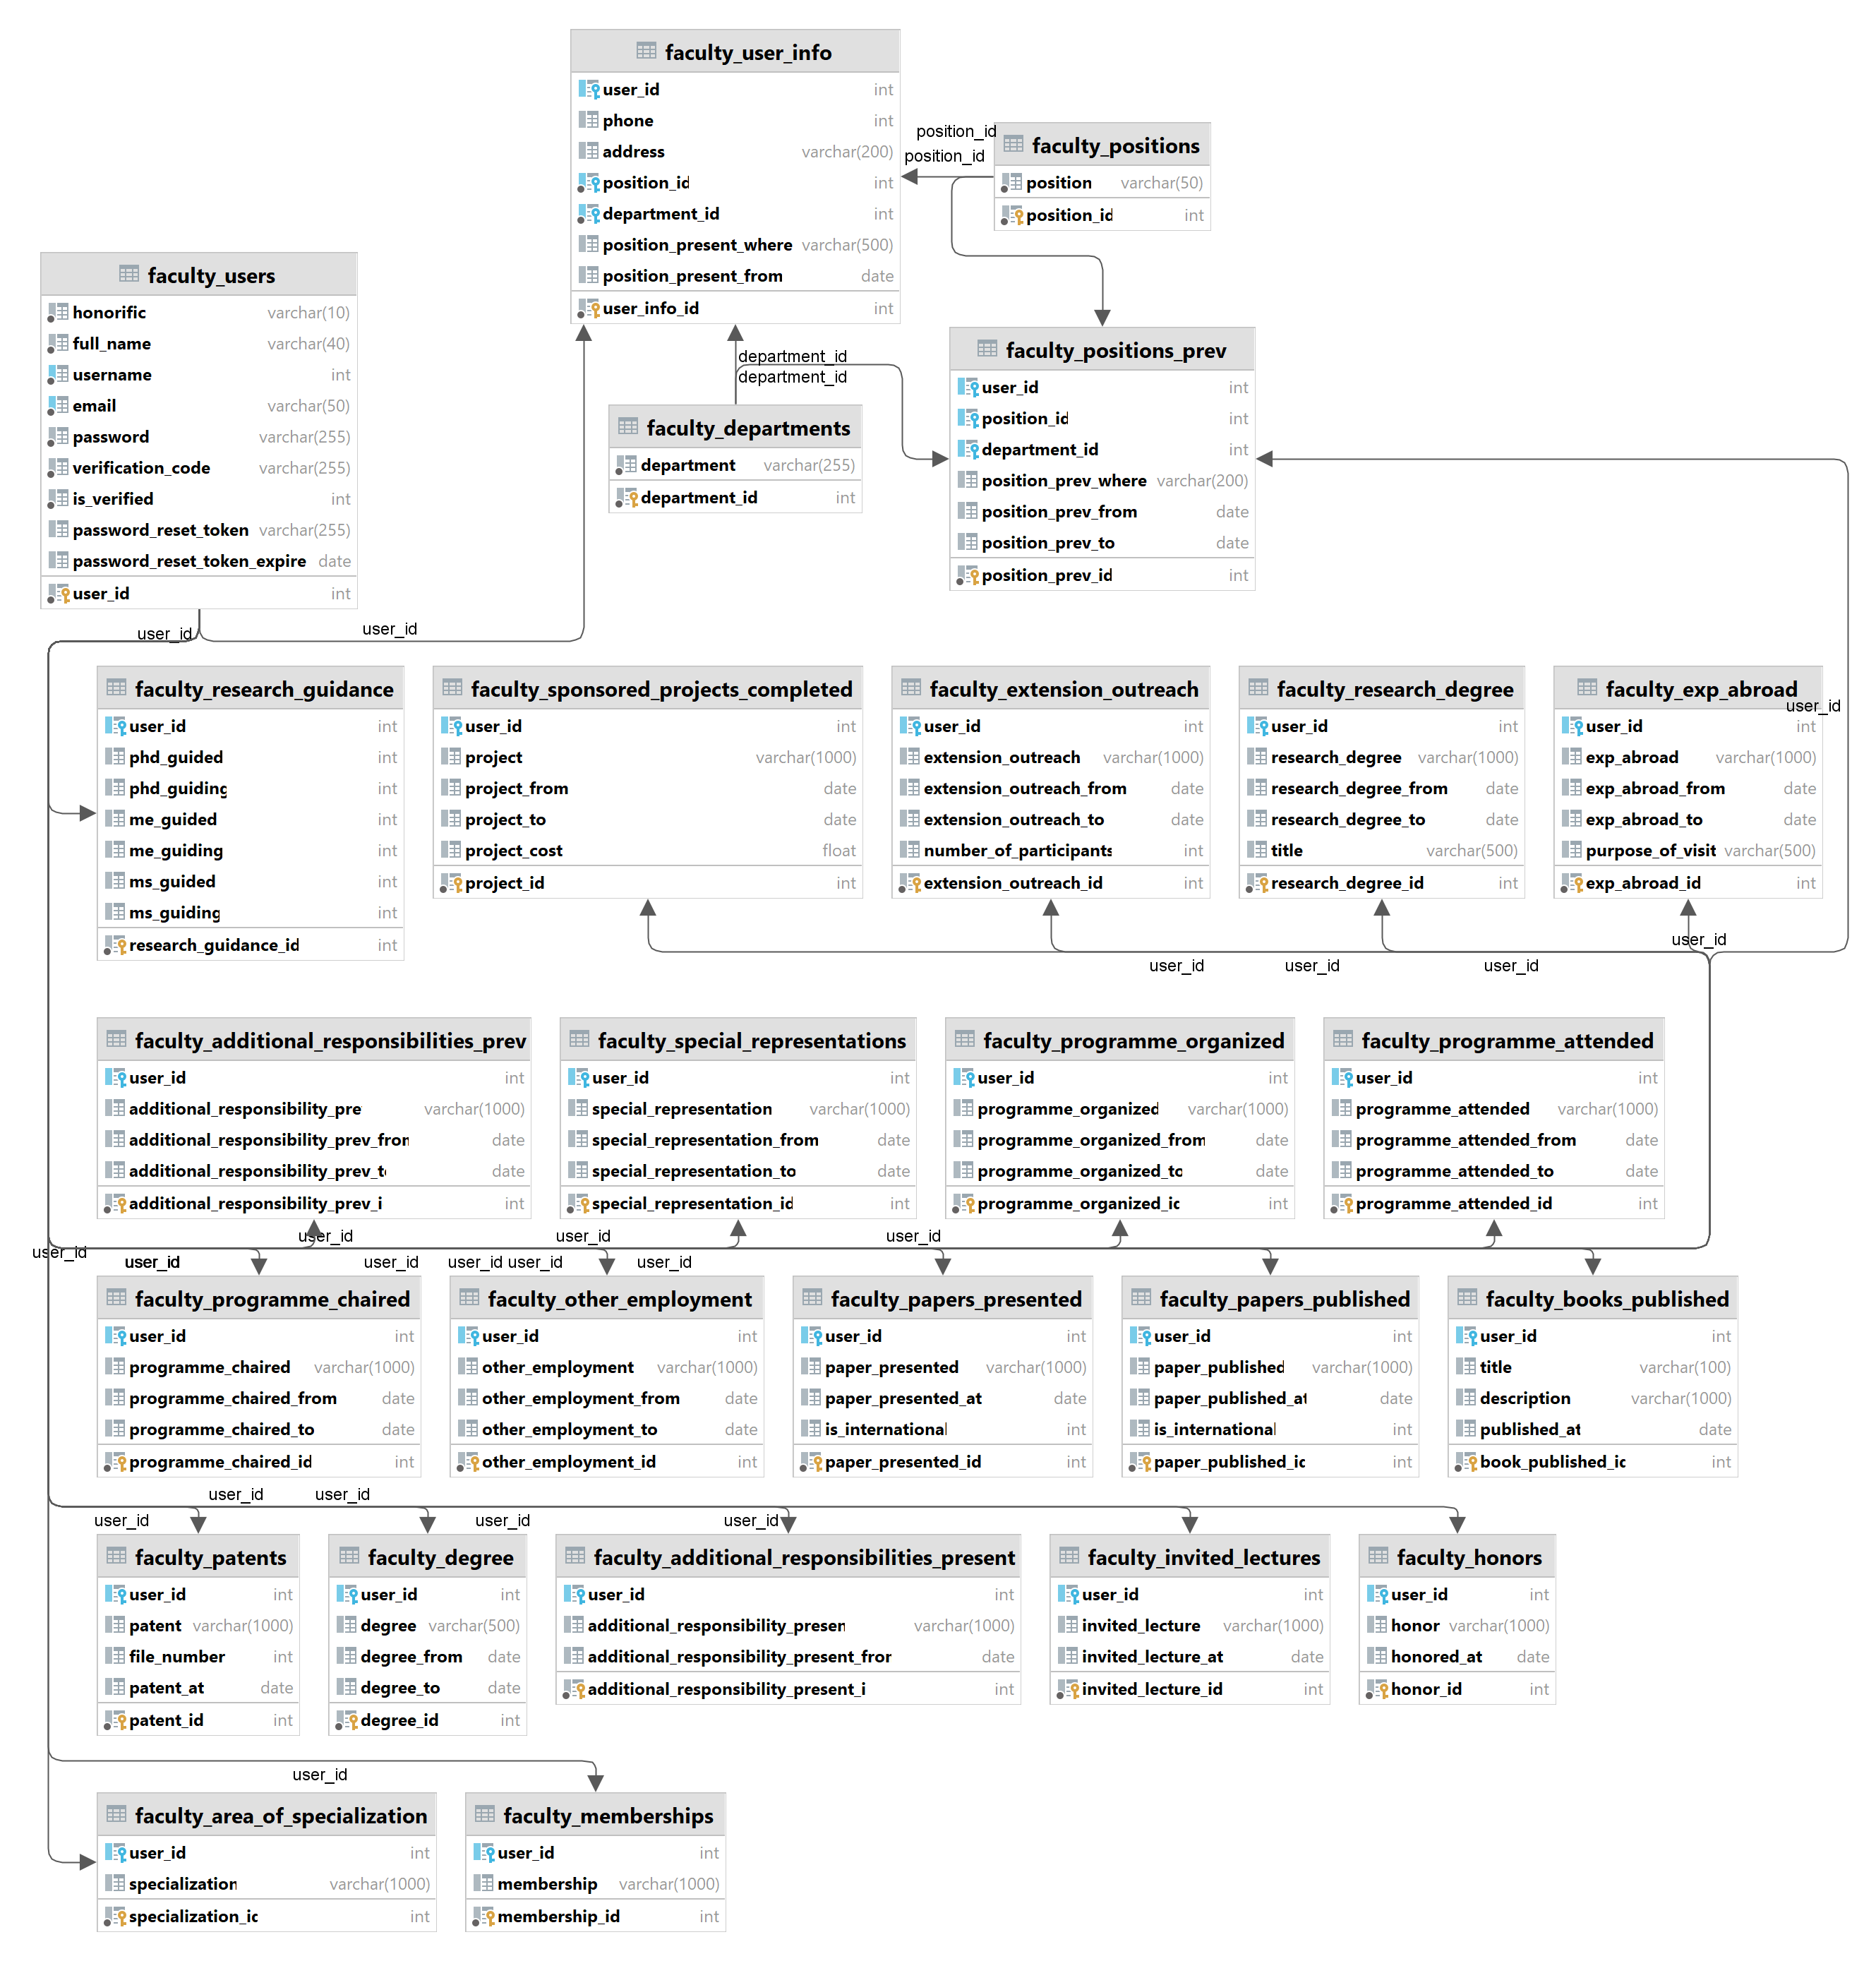 faculty_user_info
user_id int
phone int
address varchar(200)
position_id int
department_id int
position_present_where varchar(500)
position_present_from date
user_info_id int
position_id
position_id
faculty_positions
position varchar(50)
position_id int
faculty_users
honorific varchar(10)
full_name varchar(40)
username int
email varchar(50)
password varchar(255)
verification_code varchar(255)
is_verified int
password_reset_token varchar(255)
password_reset_token_expire date
user_id int
department_id
department_id
faculty_departments
department varchar(255)
department_id int
faculty_positions_prev
user_id int
position_id int
department_id int
position_prev_where varchar(200)
position_prev_from date
position_prev_to date
position_prev_id int
user_id
user_id
faculty_research_guidance
user_id int
phd_guided int
phd_guiding int
me_guided int
me_guiding int
ms_guided int
ms_guiding int
research_guidance_id int
faculty_sponsored_projects_completed
user_id int
project varchar(1000)
project_from date
project_to date
project_cost float
project_id int
faculty_extension_outreach
user_id int
extension_outreach varchar(1000)
extension_outreach_from date
extension_outreach_to date
number_of_participants int
extension_outreach_id int
faculty_research_degree
user_id int
research_degree varchar(1000)
research_degree_from date
research_degree_to date
title varchar(500)
research_degree_id int
faculty_exp_abroad
user_id
user_id int
exp_abroad varchar(1000)
exp_abroad_from date
exp_abroad_to date
purpose_of_visit varchar(500)
exp_abroad_id int
user_id
user_id user_id user_id
faculty_additional_responsibilities_prev
user_id int
additional_responsibility_pre varchar(1000)
additional_responsibility_prev_from date
additional_responsibility_prev_to date
additional_responsibility_prev_i int
faculty_special_representations
user_id int
special_representation varchar(1000)
special_representation_from date
special_representation_to date
special_representation_id int
faculty_programme_organized
user_id int
programme_organized varchar(1000)
programme_organized_from date
programme_organized_to date
programme_organized_id int
faculty_programme_attended
user_id int
programme_attended varchar(1000)
programme_attended_from date
programme_attended_to date
programme_attended_id int
user_id user_id user_id
user_id
user_id user_id user_id user_id user_id
faculty_programme_chaired
user_id int
programme_chaired varchar(1000)
programme_chaired_from date
programme_chaired_to date
programme_chaired_id int
faculty_other_employment
user_id int
other_employment varchar(1000)
other_employment_from date
other_employment_to date
other_employment_id int
faculty_papers_presented
user_id int
paper_presented varchar(1000)
paper_presented_at date
is_international int
paper_presented_id int
faculty_papers_published
user_id int
paper_published varchar(1000)
paper_published_at date
is_international int
paper_published_id int
faculty_books_published
user_id int
title varchar(100)
description varchar(1000)
published_at date
book_published_id int
user_id user_id
user_id user_id user_id
faculty_patents
user_id int
patent varchar(1000)
file_number int
patent_at date
patent_id int
faculty_degree
user_id int
degree varchar(500)
degree_from date
degree_to date
degree_id int
faculty_additional_responsibilities_present
user_id int
additional_responsibility_presen varchar(1000)
additional_responsibility_present_from date
additional_responsibility_present_i int
faculty_invited_lectures
user_id int
invited_lecture varchar(1000)
invited_lecture_at date
invited_lecture_id int
faculty_honors
user_id int
honor varchar(1000)
honored_at date
honor_id int
user_id
faculty_area_of_specialization
user_id int
specialization varchar(1000)
specialization_id int
faculty_memberships
user_id int
membership varchar(1000)
membership_id int